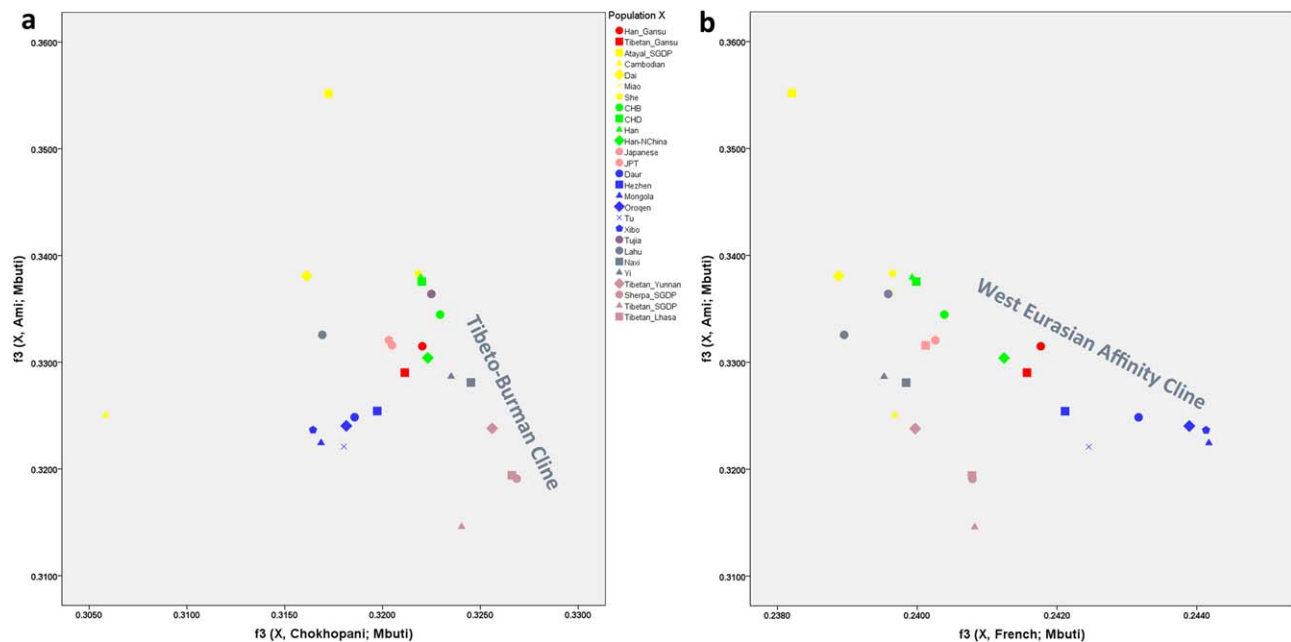 a
b
Population X
Han_Gansu
Tibetan_Gansu
Atayal_SGDP
Cambodian
Dai
Miao
She
CHB
CHD
Han
Han-NChina
Japanese
JPT
Daur
Hezhen
Mongola
Oroqen
Tu
Xibo
Tujia
Lahu
Naxi
Yi
Tibetan_Yunnan
Sherpa_SGDP
Tibetan_SGDP
Tibetan_Lhasa
f3 (X, Ami; Mbuti)
0.3600
0.3500
0.3400
0.3300
0.3200
0.3100
Tibeto-Burman Cline
0.3050
0.3150
0.3200
0.3250
0.3300
f3 (X, Chokhopani; Mbuti)
f3 (X, Ami; Mbuti)
0.3600
0.3500
0.3400
0.3300
0.3200
0.3100
West Eurasian Affinity Cline
0.2380
0.2400
0.2420
0.2440
f3 (X, French; Mbuti)